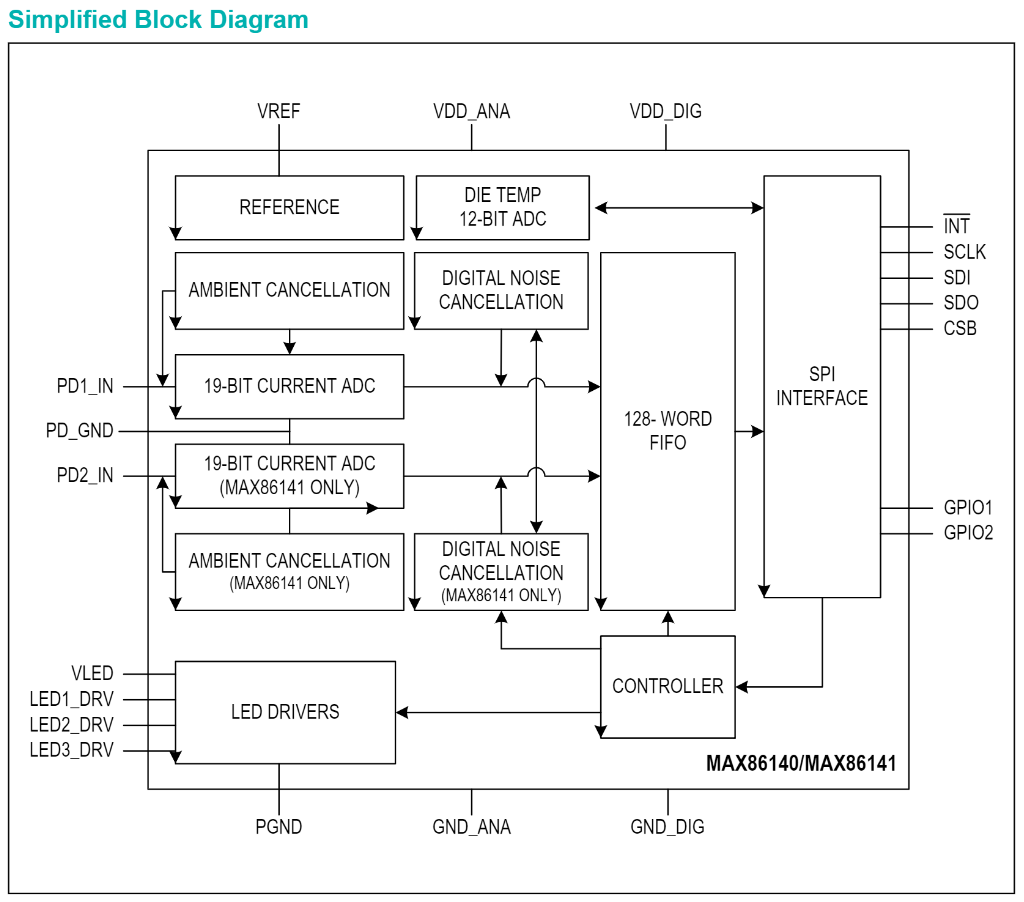 Simplified Block Diagram
VREF
VDD_ANA
VDD_DIG
REFERENCE
DIE TEMP
12-BIT ADC
AMBIENT CANCELLATION
DIGITAL NOISE
CANCELLATION
INT
SCLK
SDI
SDO
CSB
PD1_IN
19-BIT CURRENT ADC
SPI
INTERFACE
PD_GND
128- WORD
FIFO
PD2_IN
19-BIT CURRENT ADC
(MAX86141 ONLY)
GPIO1
GPIO2
AMBIENT CANCELLATION
(MAX86141 ONLY)
DIGITAL NOISE
CANCELLATION
(MAX86141 ONLY)
VLED
LED1_DRV
LED2_DRV
LED3_DRV
LED DRIVERS
CONTROLLER
MAX86140/MAX86141
PGND
GND_ANA
GND_DIG